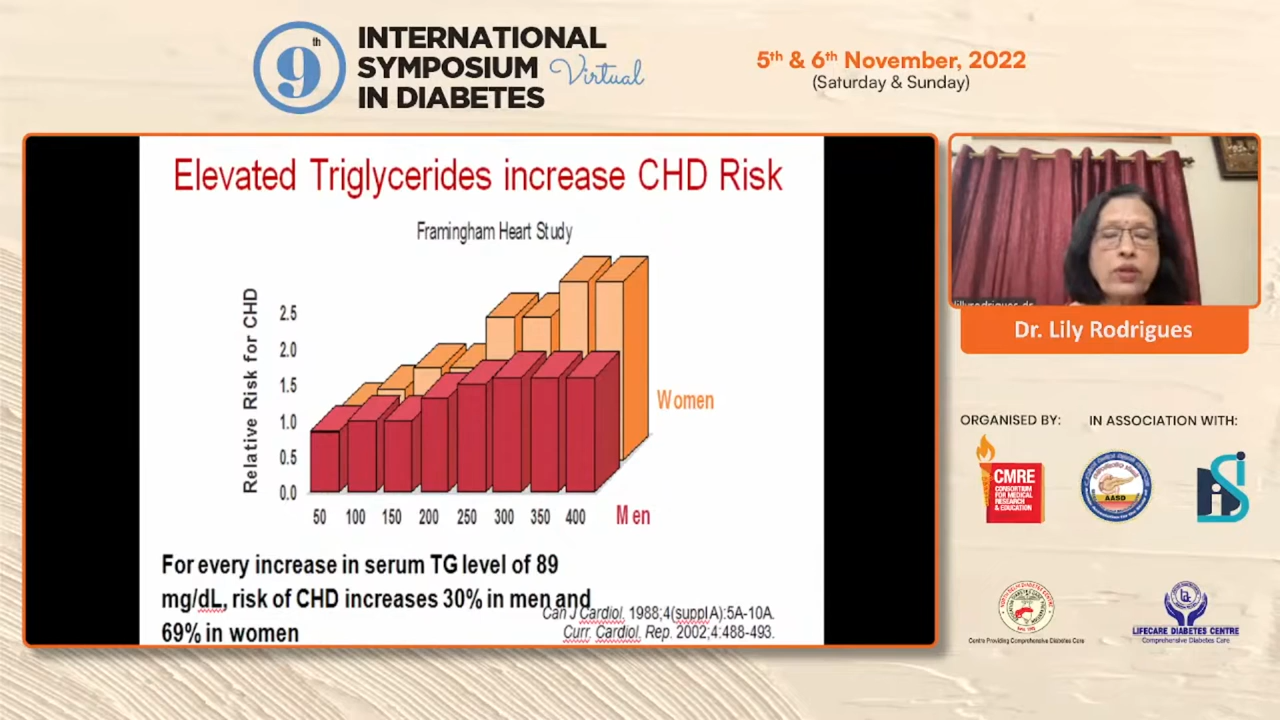 9th
INTERNATIONAL
SYMPOSIUM Virtual
IN DIABETES
5th & 6th November, 2022
(Saturday & Sunday)
Elevated Triglycerides increase CHD Risk
Framingham Heart Study
Relative Risk for CHD
2.5
2.0
1.5
1.0
0.5
0.0
50 100 150 200 250 300 350 400
Women
Men
For every increase in serum TG level of 89
mg/dL, risk of CHD increases 30% in men and
69% in women
Can J Cardiol. 1988;4(suppl A):5A-10A.
Curr. Cardiol. Rep. 2002;4:488-493.
Dr. Lily Rodrigues
ORGANISED BY:
IN ASSOCIATION WITH:
CMRE
CONSORTIUM
FOR MEDICAL
RESEARCH
& EDUCATION
AASD
Centre Providing Comprehensive Diabetes Care
LIFECARE DIABETES CENTRE
Comprehensive Diabetes Care